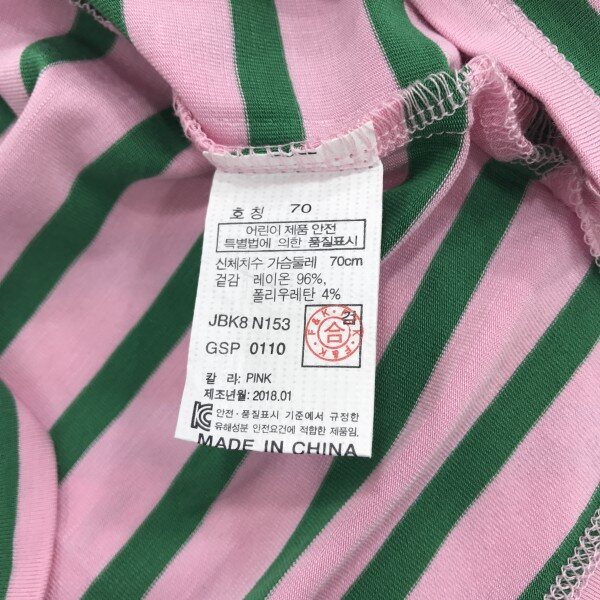 호 칭 70
어린이 제품 안전
특별법에 의한 품질표시
신체치수 가슴둘레 70cm
겉감 레이온 96%,
폴리우레탄 4%
JBK8 N153 검
GSP 0110
F&K 合 F&K
칼 라: PINK
제조년월: 2018.01
KC 안전·품질표시 기준에서 규정한
유해성분 안전요건에 적합한 제품임.
MADE IN CHINA